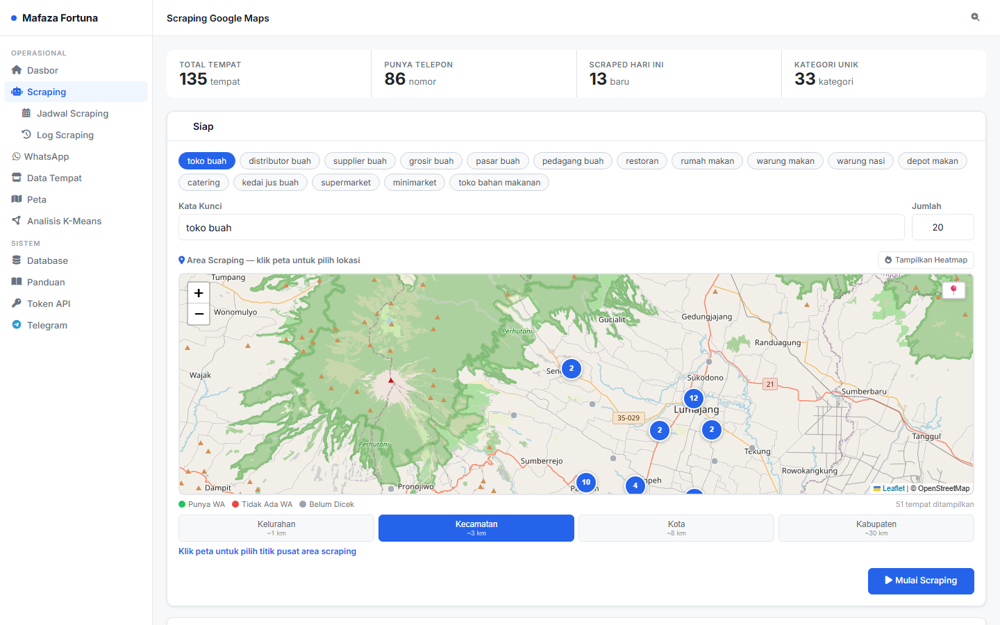 Mafaza Fortuna
Scraping Google Maps
OPERASIONAL
Dasbor
Scraping
Jadwal Scraping
Log Scraping
WhatsApp
Data Tempat
Peta
Analisis K-Means
SISTEM
Database
Panduan
Token API
Telegram
TOTAL TEMPAT
135 tempat
PUNYA TELEPON
86 nomor
SCRAPED HARI INI
13 baru
KATEGORI UNIK
33 kategori
Siap
toko buah
distributor buah
supplier buah
grosir buah
pasar buah
pedagang buah
restoran
rumah makan
warung makan
warung nasi
depot makan
catering
kedai jus buah
supermarket
minimarket
toko bahan makanan
Kata Kunci
Jumlah
toko buah
20
Area Scraping — klik peta untuk pilih lokasi
Tampilkan Heatmap
+
−
Tumpang
Wonomulyo
Wajak
Dampit
Pronojiwo
Perhutani
Perhutani
Gucialit
Gedungjajang
Randuagung
Sukodono
21
Sumberbaru
35-029
Lumajang
Sumberrejo
Tekung
Tanggul
Rowokangkung
2
12
2
2
10
4
Leaflet | © OpenStreetMap
Punya WA
Tidak Ada WA
Belum Dicek
51 tempat ditampilkan
Kelurahan
~1 km
Kecamatan
~3 km
Kota
~8 km
Kabupaten
~30 km
Klik peta untuk pilih titik pusat area scraping
Mulai Scraping